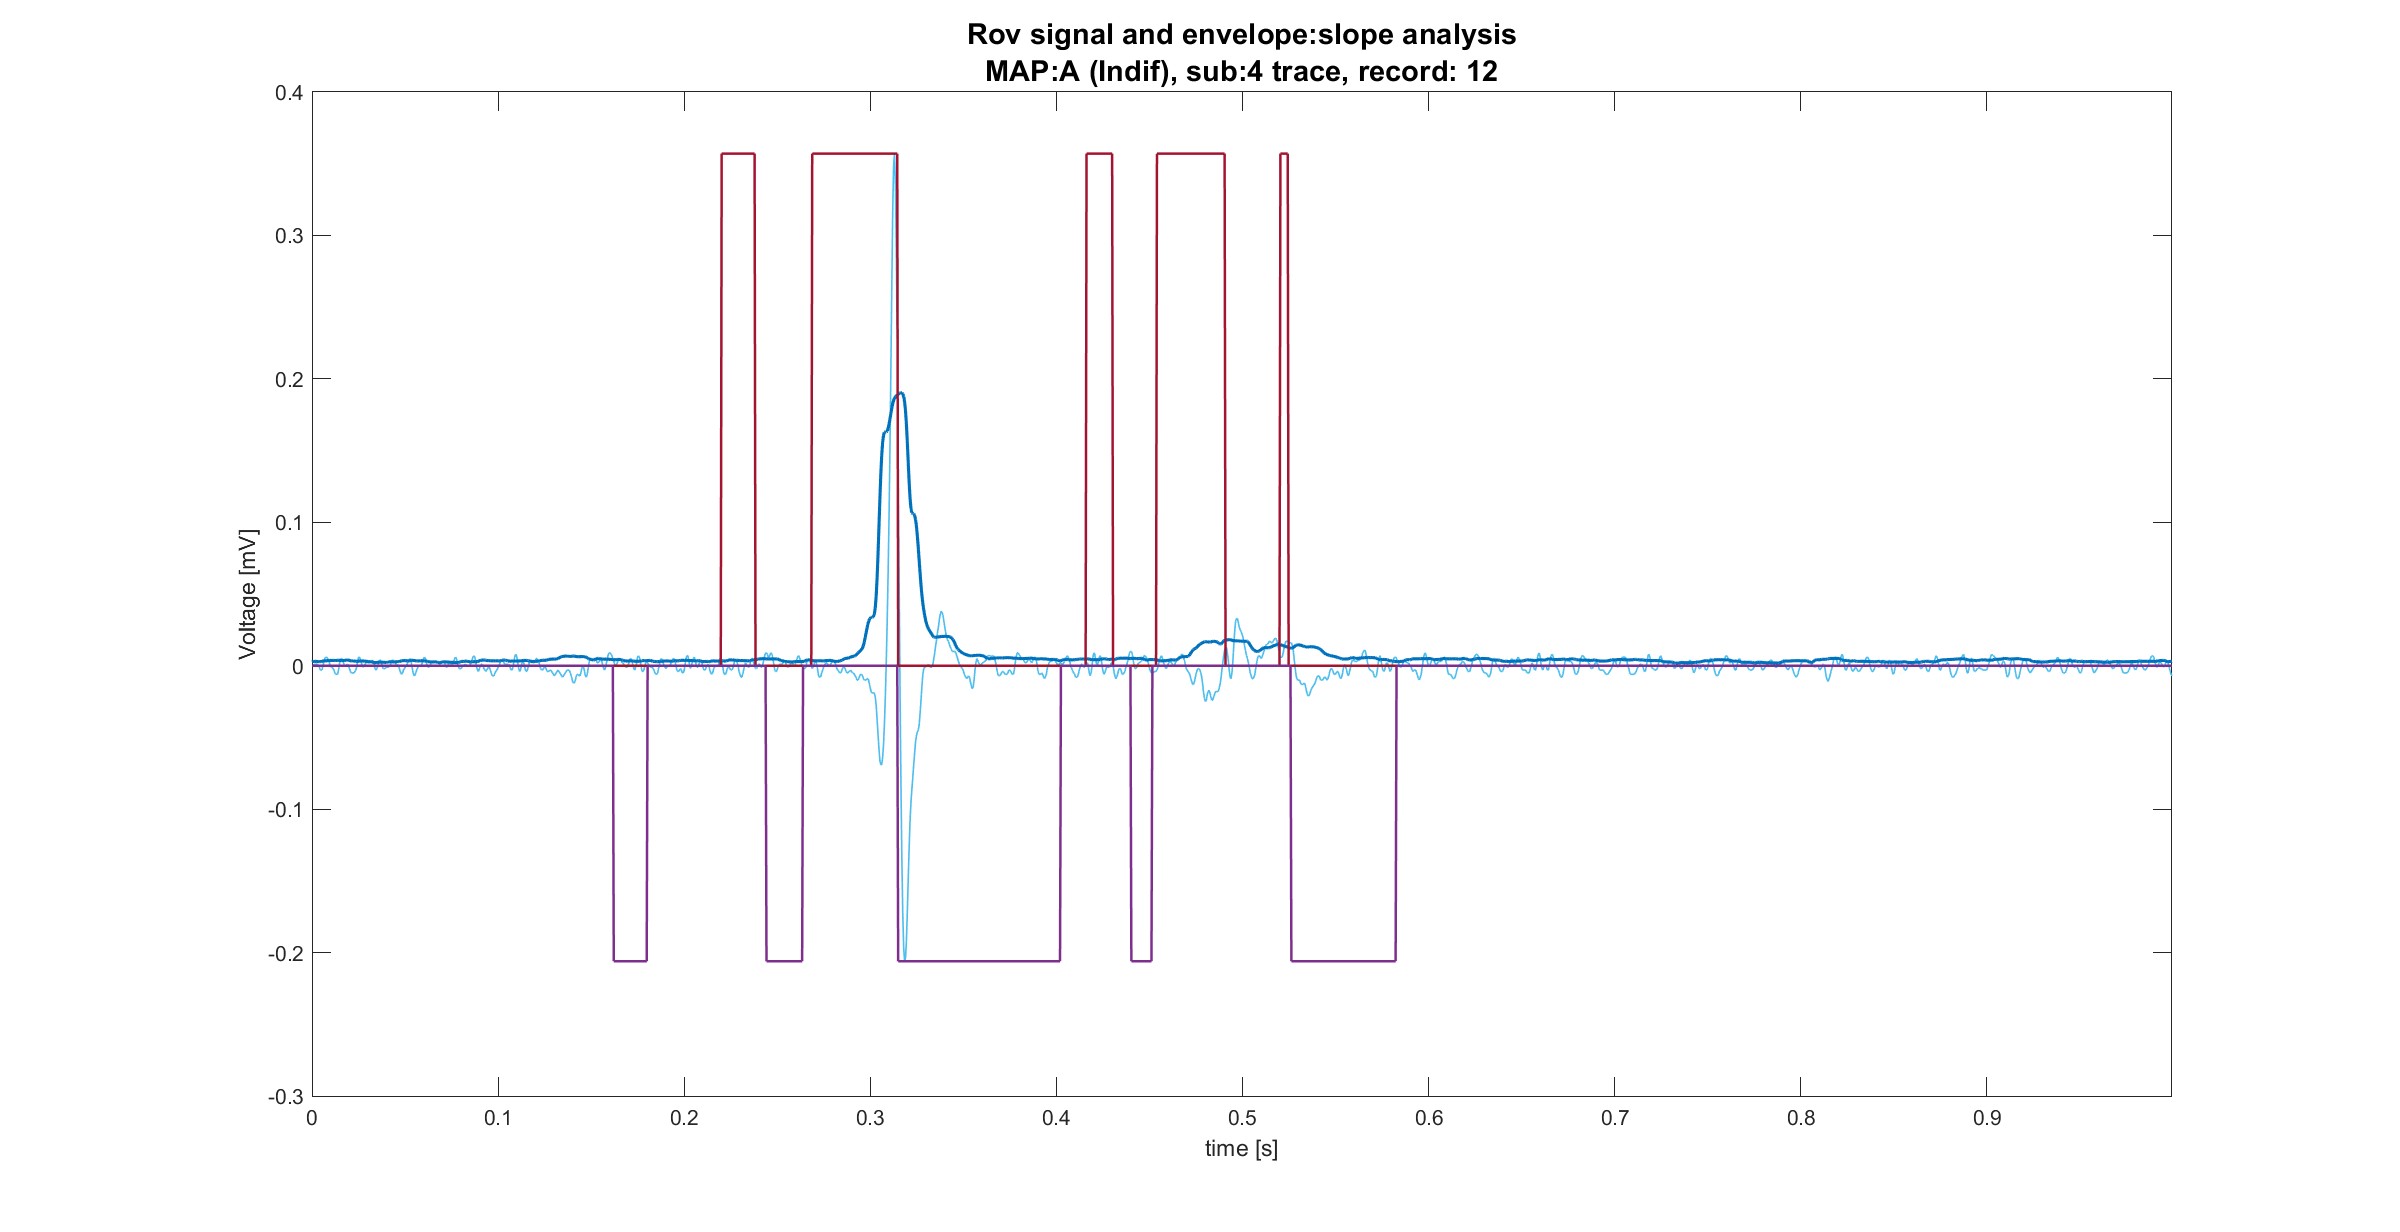 Rov signal and envelope:slope analysis
MAP:A (Indif), sub:4 trace, record: 12
0.4
0.3
0.2
0.1
0
-0.1
-0.2
-0.3
Voltage [mV]
0 0.1 0.2 0.3 0.4 0.5 0.6 0.7 0.8 0.9
time [s]